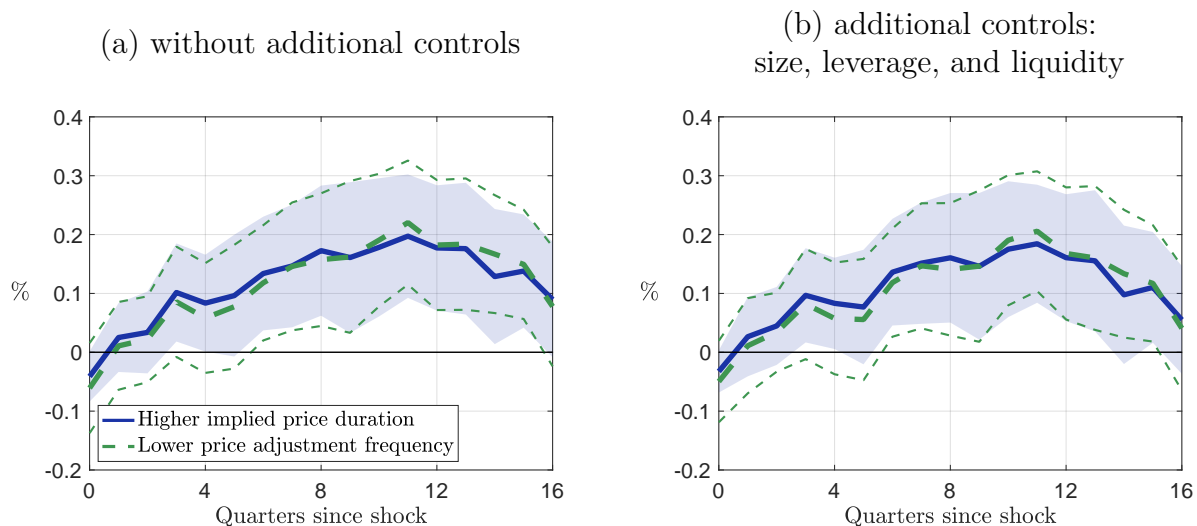 (a) without additional controls
0.4
0.3
0.2
0.1
0
-0.1
-0.2
%
Higher implied price duration
Lower price adjustment frequency
0 4 8 12 16
Quarters since shock
(b) additional controls:
size, leverage, and liquidity
0.4
0.3
0.2
0.1
0
-0.1
-0.2
%
0 4 8 12 16
Quarters since shock